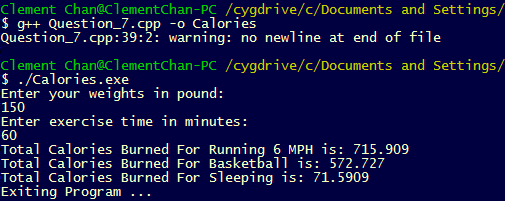 Clement Chan@ClementChan-PC /cygdrive/c/Documents and Settings/
$ g++ Question_7.cpp -o Calories
Question_7.cpp:39:2: warning: no newline at end of file
Clement Chan@ClementChan-PC /cygdrive/c/Documents and Settings/
$ ./Calories.exe
Enter your weights in pound:
150
Enter exercise time in minutes:
60
Total Calories Burned For Running 6 MPH is: 715.909
Total Calories Burned For Basketball is: 572.727
Total Calories Burned For Sleeping is: 71.5909
Exiting Program ...